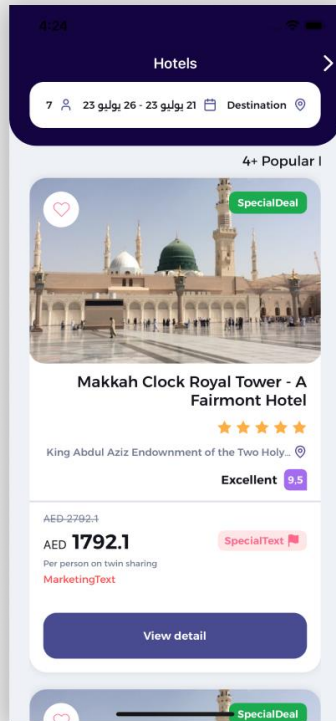 4:24
Hotels
7 21 يوليو 23 - 26 يوليو 23 Destination
4+ Popular
SpecialDeal
Makkah Clock Royal Tower - A
Fairmont Hotel
King Abdul Aziz Endowment of the Two Holy..
Excellent 9,5
AED 2792.1
AED 1792.1
SpecialText
Per person on twin sharing
MarketingText
View detail
SpecialDeal